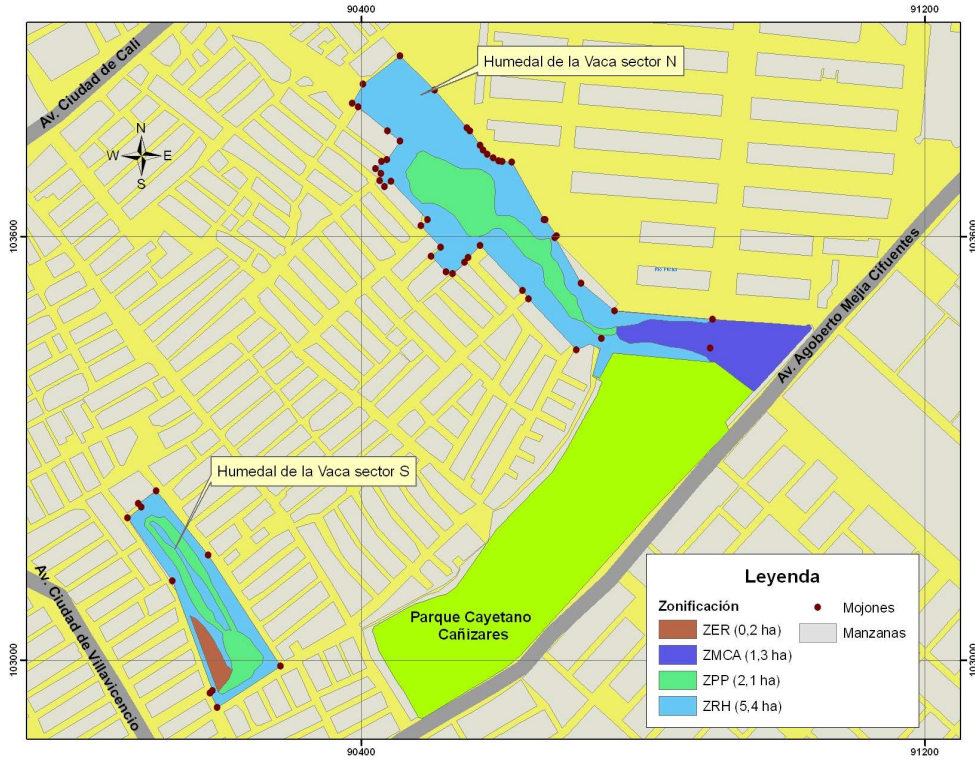 90400
91200
Humedal de la Vaca sector N
Av. Ciudad de Cali
N
W
E
S
103600
103600
Av. Agoberto Mejia Cifuentes
Humedal de la Vaca sector S
Av. Ciudad de Villavicencio
Parque Cayetano
Cañizares
Leyenda
Zonificación
ZER (0,2 ha)
ZMCA (1,3 ha)
ZPP (2,1 ha)
ZRH (5,4 ha)
Mojones
Manzanas
103000
103000
90400
91200